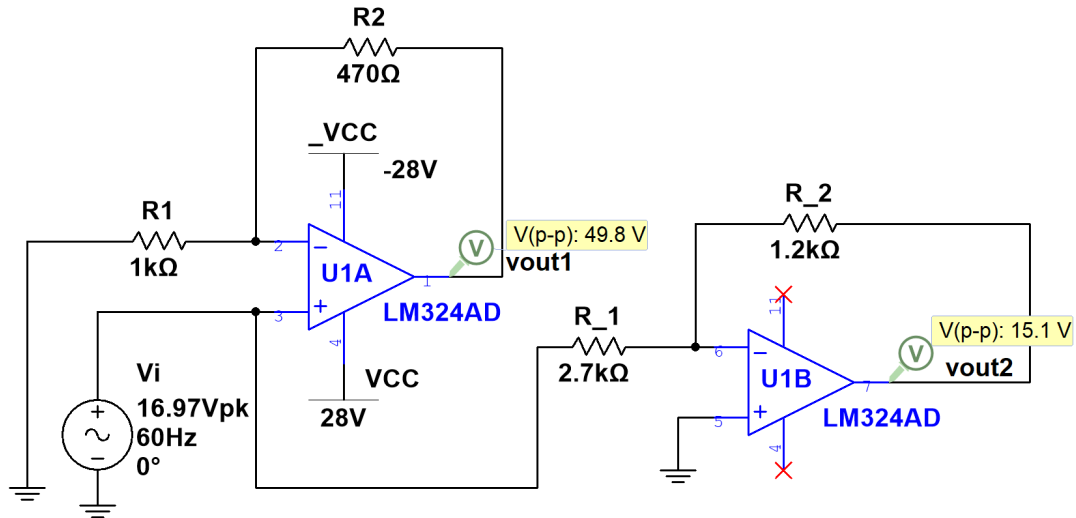 R2
470Ω
_VCC
-28V
11
R1
1kΩ
2
U1A
1
V
V(p-p): 49.8 V
vout1
3
LM324AD
4
VCC
28V
Vi
16.97Vpk
60Hz
0°
R_1
2.7kΩ
R_2
1.2kΩ
11
6
U1B
7
V
V(p-p): 15.1 V
vout2
5
LM324AD
4